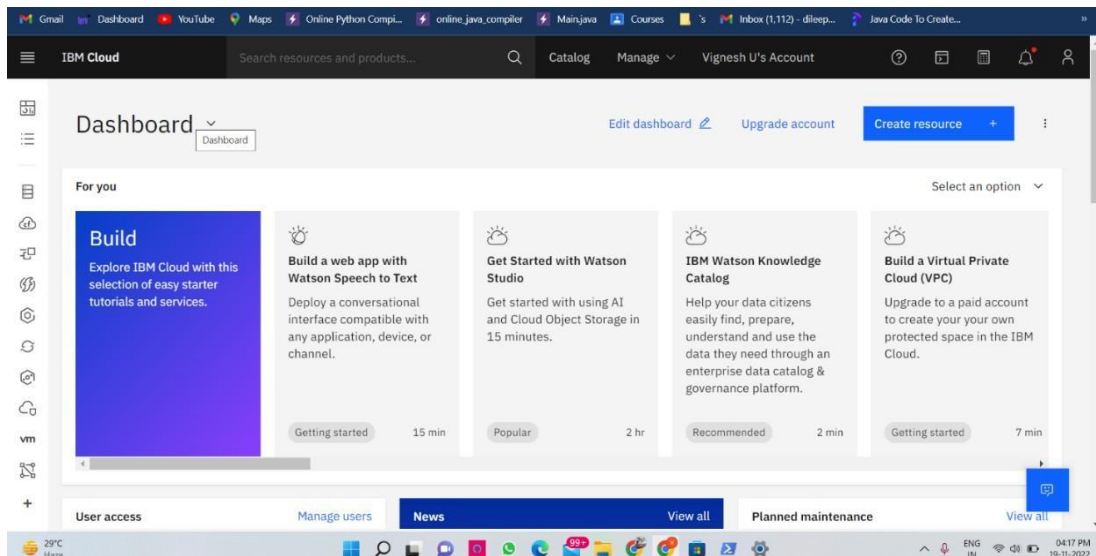 Gmail Dashboard YouTube Maps Online Python Compi... online_java_compiler Main.java Courses 's Inbox (1,112) - dileep... Java Code To Create... »
IBM Cloud Search resources and products... Catalog Manage Vignesh U's Account
Dashboard Edit dashboard Upgrade account Create resource +
Dashboard
For you Select an option
Build
Explore IBM Cloud with this
selection of easy starter
tutorials and services.
Build a web app with
Watson Speech to Text
Deploy a conversational
interface compatible with
any application, device, or
channel.
Getting started 15 min
Get Started with Watson
Studio
Get started with using AI
and Cloud Object Storage in
15 minutes.
Popular 2 hr
IBM Watson Knowledge
Catalog
Help your data citizens
easily find, prepare,
understand and use the
data they need through an
enterprise data catalog &
governance platform.
Recommended 2 min
Build a Virtual Private
Cloud (VPC)
Upgrade to a paid account
to create your your own
protected space in the IBM
Cloud.
Getting started 7 min
vm
User access Manage users News View all Planned maintenance View all
29°C
Haze
99+
ENG
IN
04:17 PM
19-11-2022